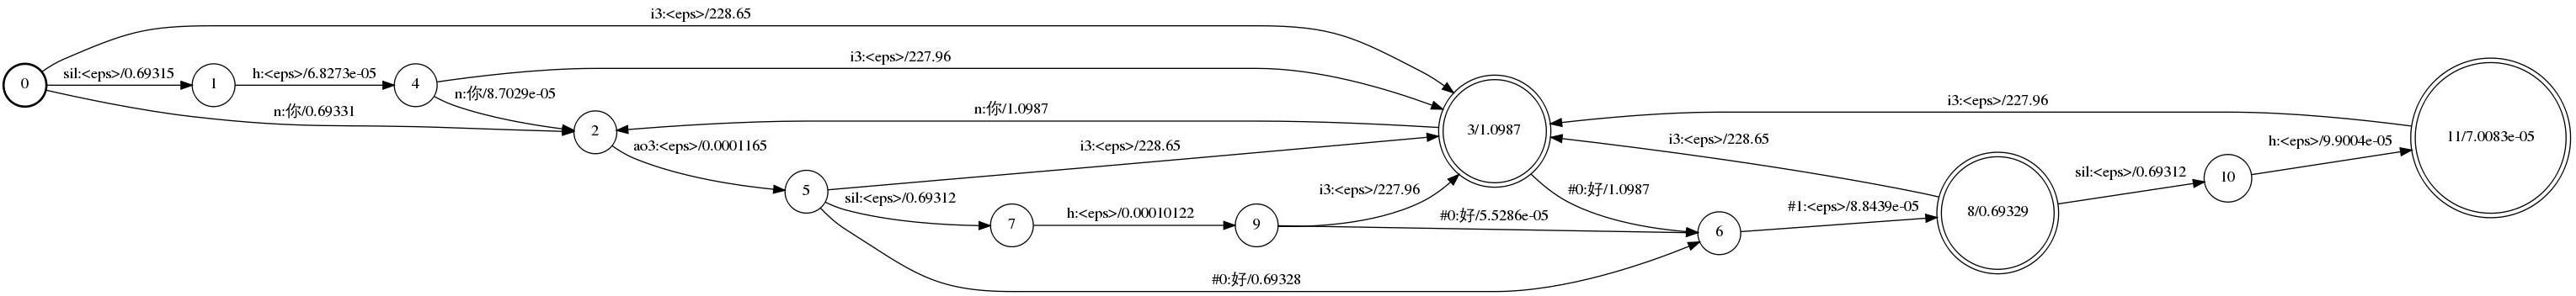 i3:<eps>/228.65
i3:<eps>/227.96
0
sil:<eps>/0.69315
1
h:<eps>/6.8273e-05
4
n:你/8.7029e-05
n:你/0.69331
2
n:你/1.0987
3/1.0987
i3:<eps>/227.96
11/7.0083e-05
ao3:<eps>/0.0001165
i3:<eps>/228.65
i3:<eps>/228.65
h:<eps>/9.9004e-05
5
sil:<eps>/0.69312
i3:<eps>/227.96
#0:好/1.0987
sil:<eps>/0.69312
10
7
h:<eps>/0.00010122
9
#0:好/5.5286e-05
6
#1:<eps>/8.8439e-05
8/0.69329
#0:好/0.69328